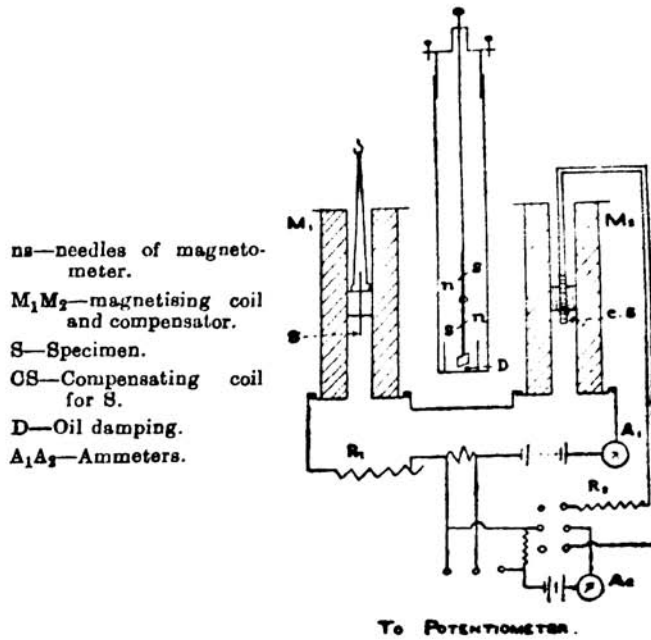 ns—needles of magneto-
meter.
M₁M₂—magnetising coil
and compensator.
S—Specimen.
CS—Compensating coil
for S.
D—Oil damping.
A₁A₂—Ammeters.
M₁
S
n
S
S
n
D
M₂
c.s
R₁
A₁
R₂
A₂
To POTENTIOMETER.